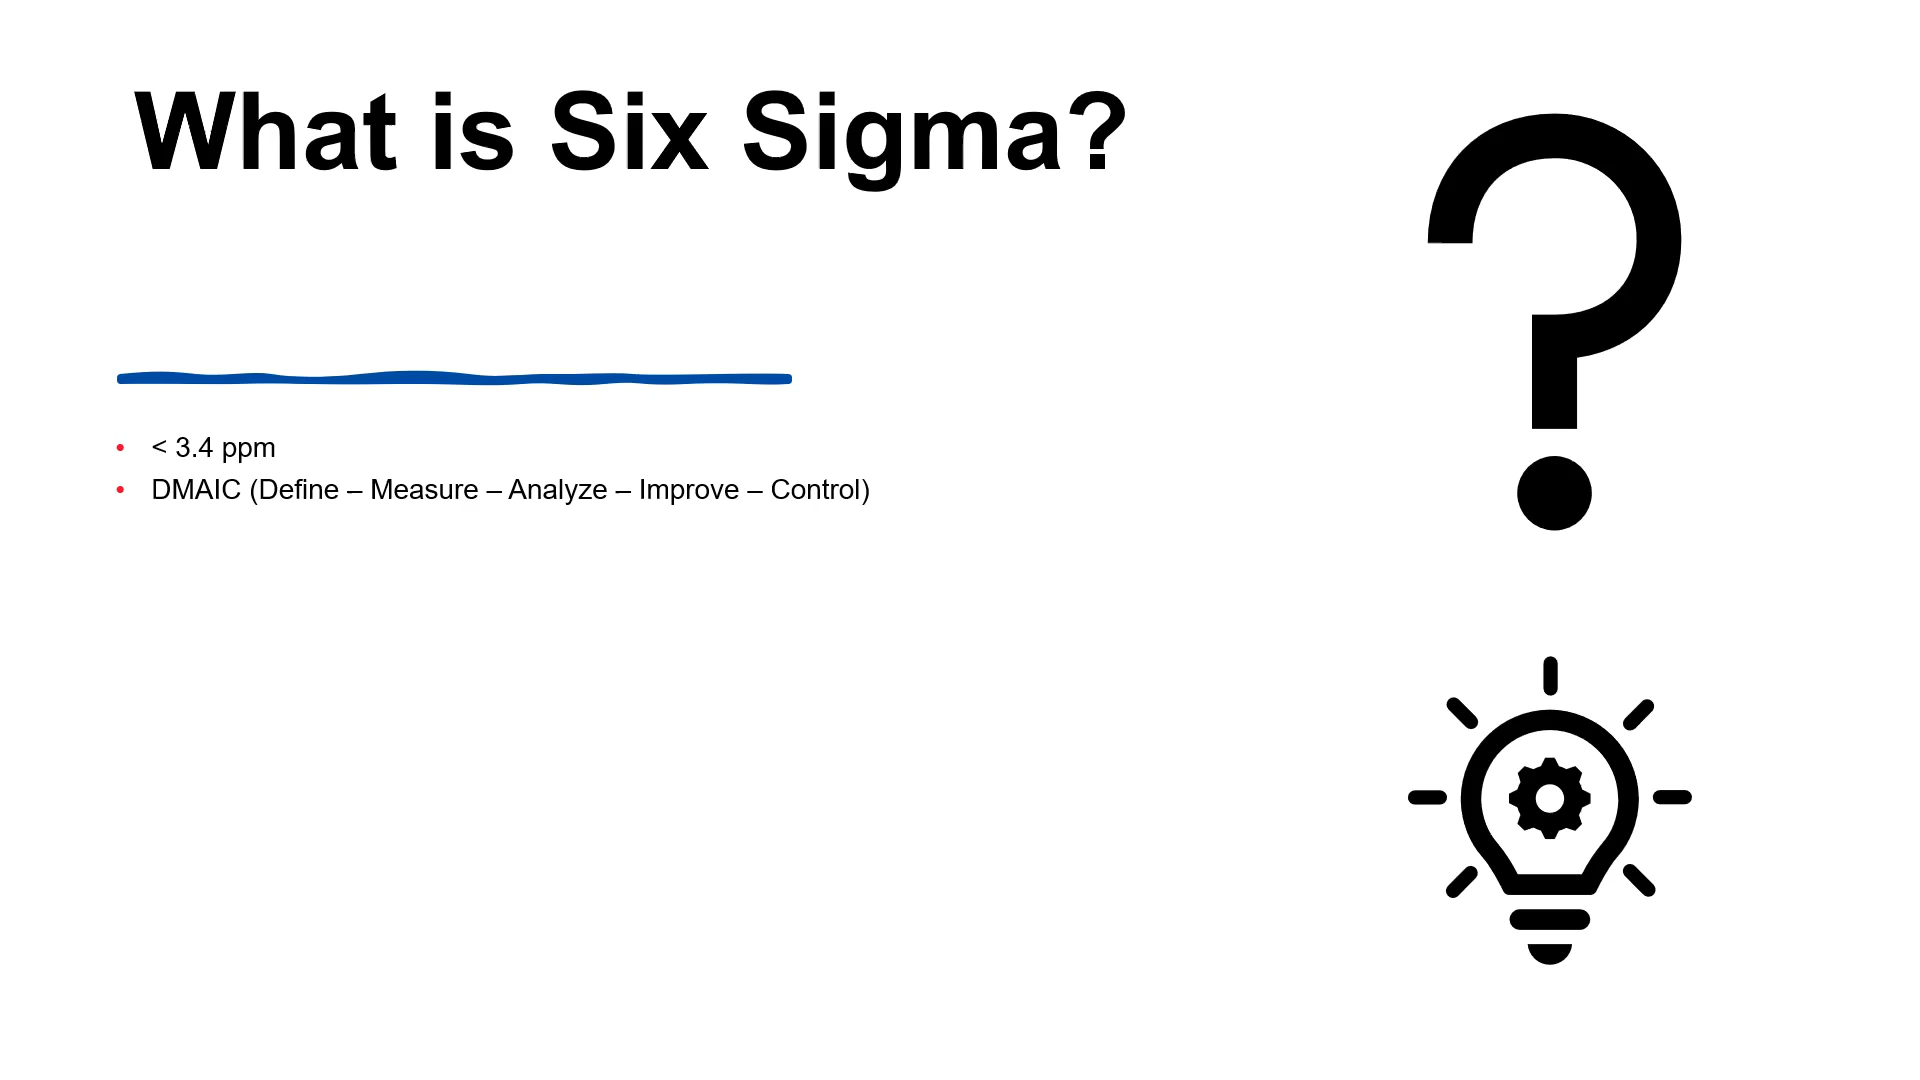 What is Six Sigma?
• < 3.4 ppm
• DMAIC (Define – Measure – Analyze – Improve – Control)